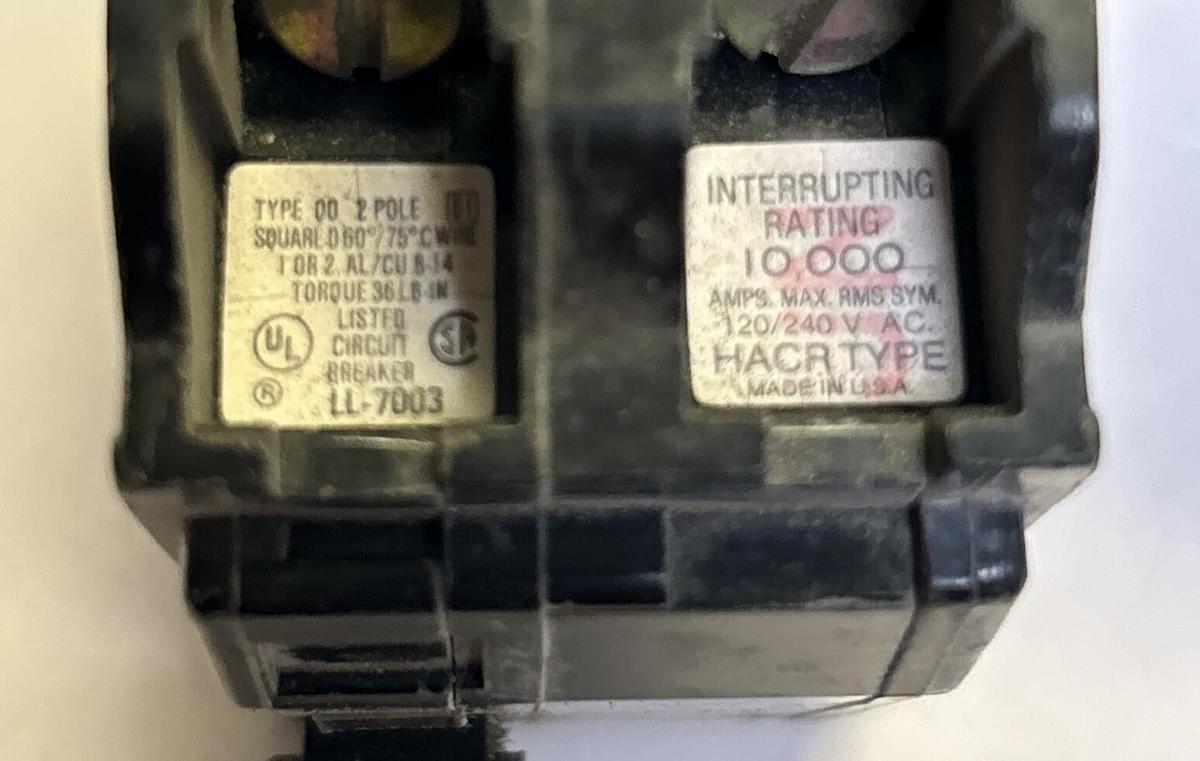 TYPE QO 2 POLE
SQUARE D 60°/75°C WIRE
1 OR 2 AL/CU 8-14
TORQUE 36 LB-IN
UL
LISTED
CIRCUIT
BREAKER
SA
®
LL-7003
INTERRUPTING
RATING
10,000
AMPS. MAX. RMS SYM.
120/240 V AC.
HACR TYPE
MADE IN U.S.A.